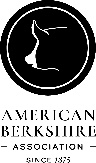 AMERICAN
BERKSHIRE
- ASSOCIATION -
SINCE 1875